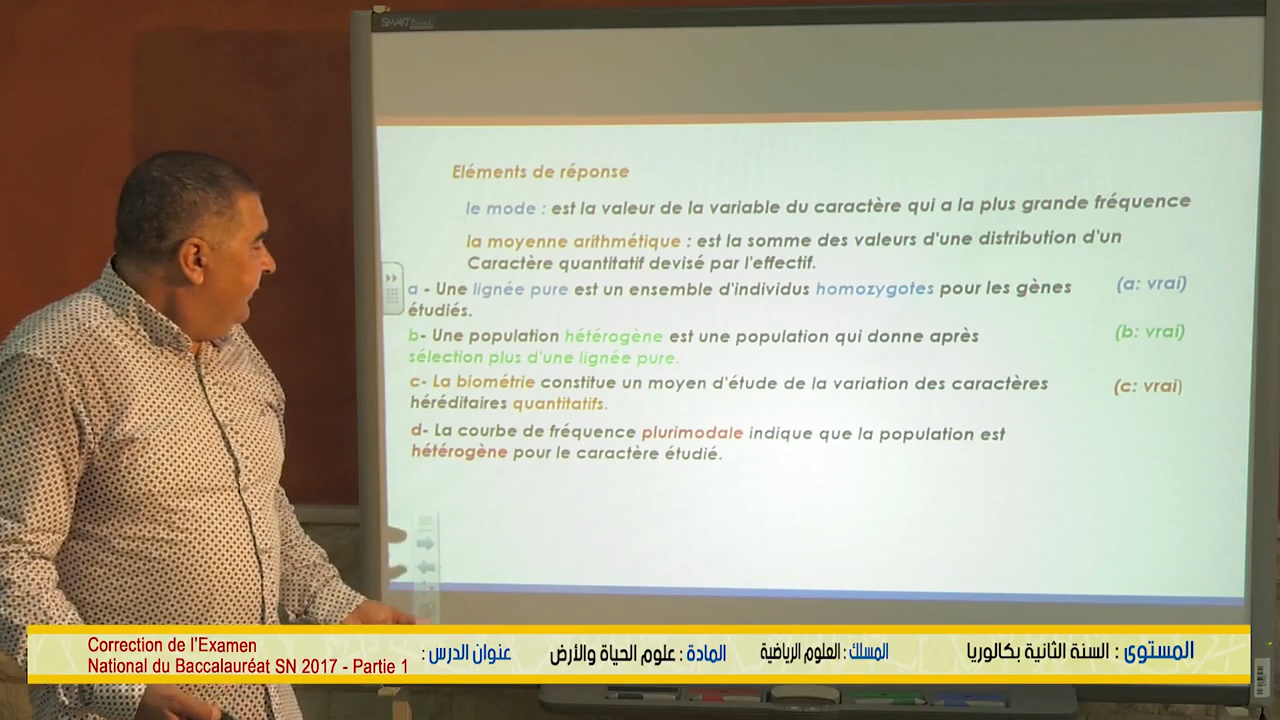 SMART Board
Eléments de réponse
le mode : est la valeur de la variable du caractère qui a la plus grande fréquence
la moyenne arithmétique : est la somme des valeurs d'une distribution d'un
Caractère quantitatif devisé par l'effectif.
a - Une lignée pure est un ensemble d'individus homozygotes pour les gènes (a: vrai)
étudiés.
b- Une population hétérogène est une population qui donne après (b: vrai)
sélection plus d'une lignée pure.
c- La biométrie constitue un moyen d'étude de la variation des caractères (c: vrai)
héréditaires quantitatifs.
d- La courbe de fréquence plurimodale indique que la population est
hétérogène pour le caractère étudié.
المستوى : السنة الثانية بكالوريا المسلك : العلوم الرياضية المادة : علوم الحياة والأرض عنوان الدرس :
Correction de l'Examen
National du Baccalauréat SN 2017 - Partie 1